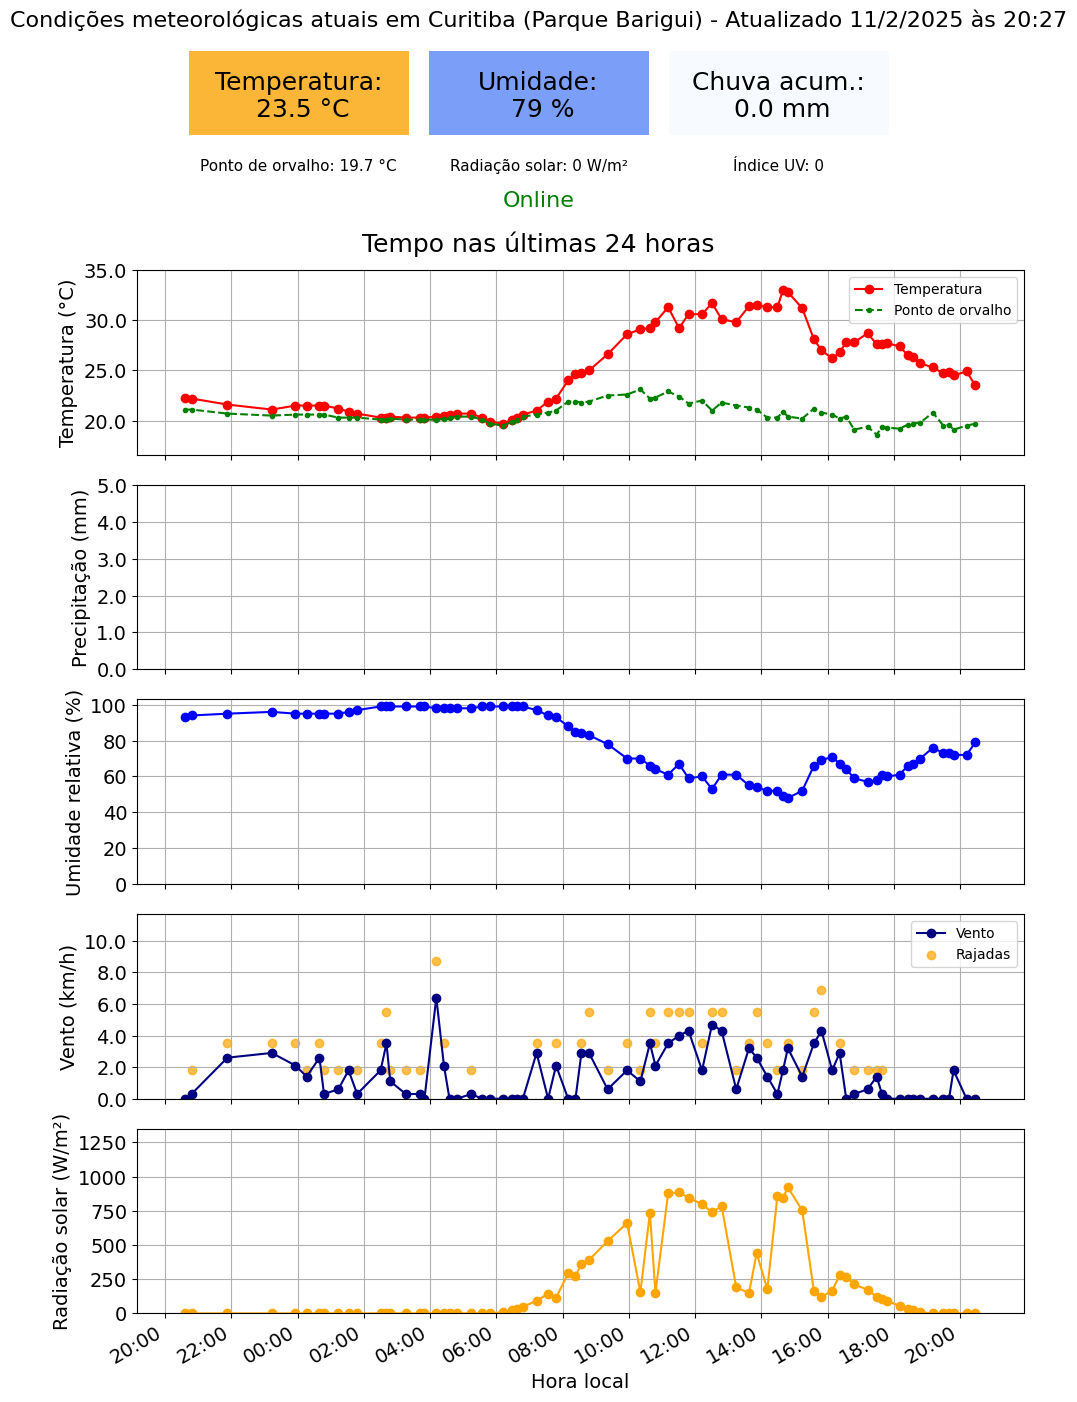 Condições meteorológicas atuais em Curitiba (Parque Barigui) - Atualizado 11/2/2025 às 20:27
Temperatura:
23.5 °C
Umidade:
79 %
Chuva acum.:
0.0 mm
Ponto de orvalho: 19.7 °C
Radiação solar: 0 W/m²
Índice UV: 0
Online
Tempo nas últimas 24 horas
Temperatura (°C)
35.0
30.0
25.0
20.0
Temperatura
Ponto de orvalho
Precipitação (mm)
5.0
4.0
3.0
2.0
1.0
0.0
Umidade relativa (%)
100
80
60
40
20
0
Vento (km/h)
10.0
8.0
6.0
4.0
2.0
0.0
Vento
Rajadas
Radiação solar (W/m²)
1250
1000
750
500
250
0
20:00
22:00
00:00
02:00
04:00
06:00
08:00
10:00
12:00
14:00
16:00
18:00
20:00
Hora local